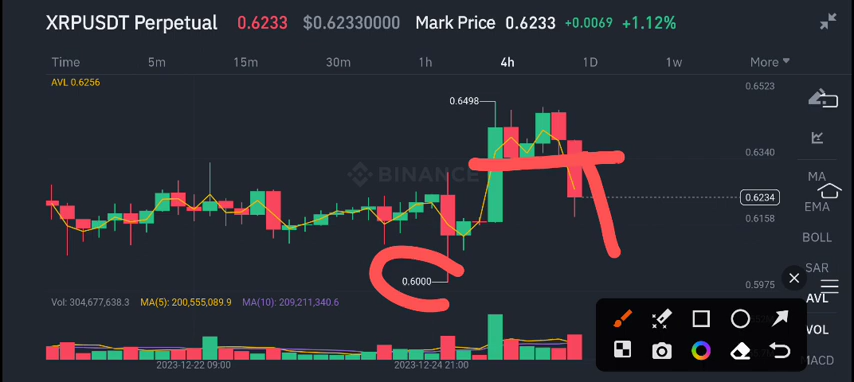 XRPUSDT Perpetual 0.6233 $0.62330000 Mark Price 0.6233 +0.0069 +1.12%
Time 5m 15m 30m 1h 4h 1D 1w More
AVL 0.6256
0.6523
0.6498
0.6340
BINANCE
MA
0.6234
EMA
0.6158
BOLL
SAR
0.6000
0.5975
AVL
Vol: 304,677,638.3 MA(5): 200,555,089.9 MA(10): 209,211,340.6
VOL
MACD
2023-12-22 09:00 2023-12-24 21:00